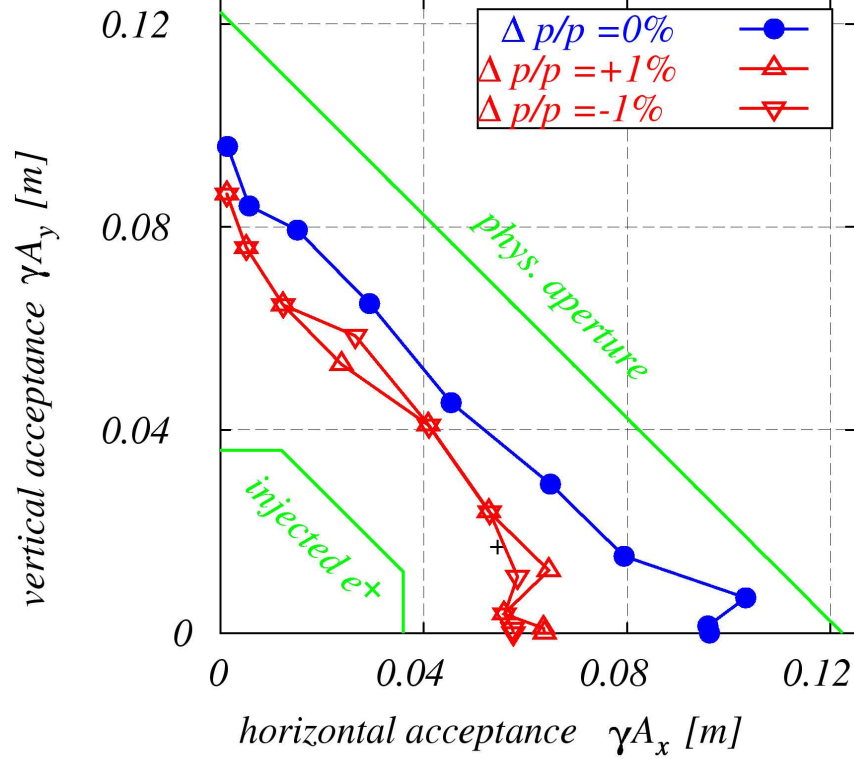 0.12
0.08
0.04
0
0
0.04
0.08
0.12
vertical acceptance γA_y [m]
horizontal acceptance γA_x [m]
Δ p/p =0%
Δ p/p =+1%
Δ p/p =-1%
phys. aperture
injected e+